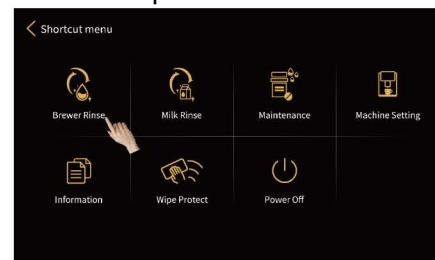 Shortcut menu
Brewer Rinse
Milk Rinse
Maintenance
Machine Setting
Information
Wipe Protect
Power Off